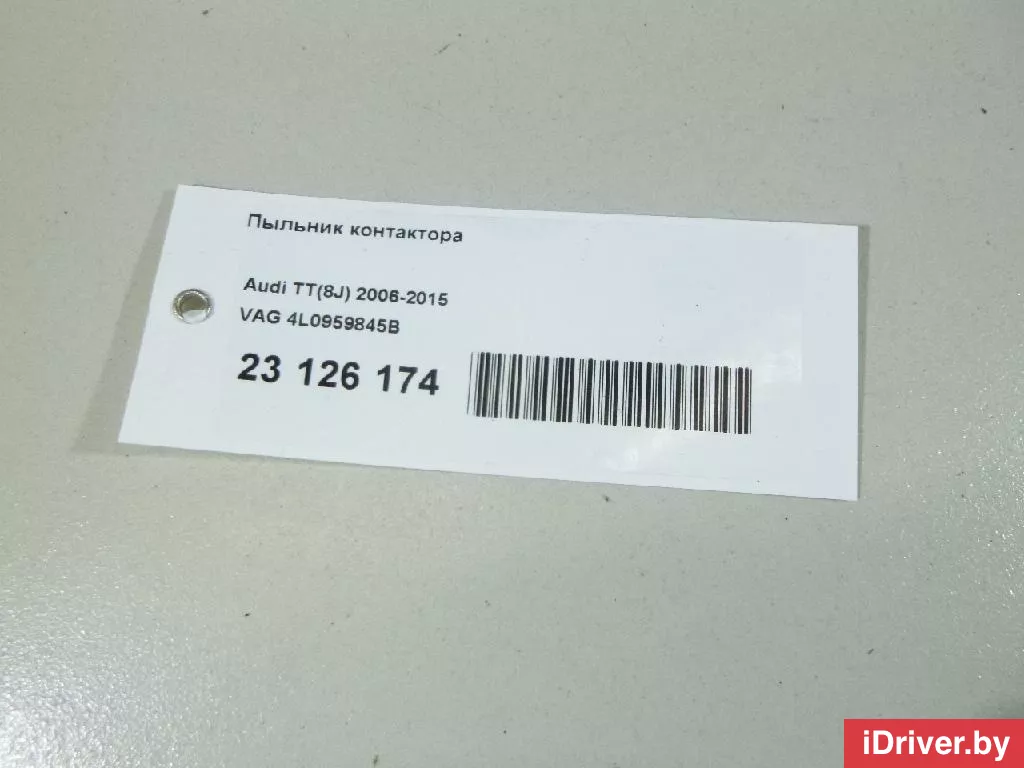 Пыльник контактора
Audi TT(8J) 2006-2015
VAG 4L0959845B
23 126 174
iDriver.by